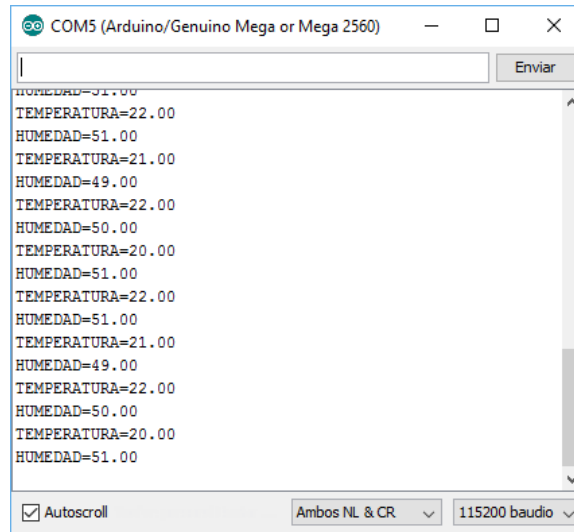 COM5 (Arduino/Genuino Mega or Mega 2560)
Enviar
HUMEDAD=51.00
TEMPERATURA=22.00
HUMEDAD=51.00
TEMPERATURA=21.00
HUMEDAD=49.00
TEMPERATURA=22.00
HUMEDAD=50.00
TEMPERATURA=20.00
HUMEDAD=51.00
TEMPERATURA=22.00
HUMEDAD=51.00
TEMPERATURA=21.00
HUMEDAD=49.00
TEMPERATURA=22.00
HUMEDAD=50.00
TEMPERATURA=20.00
HUMEDAD=51.00
Autoscroll
Ambos NL & CR
115200 baudio